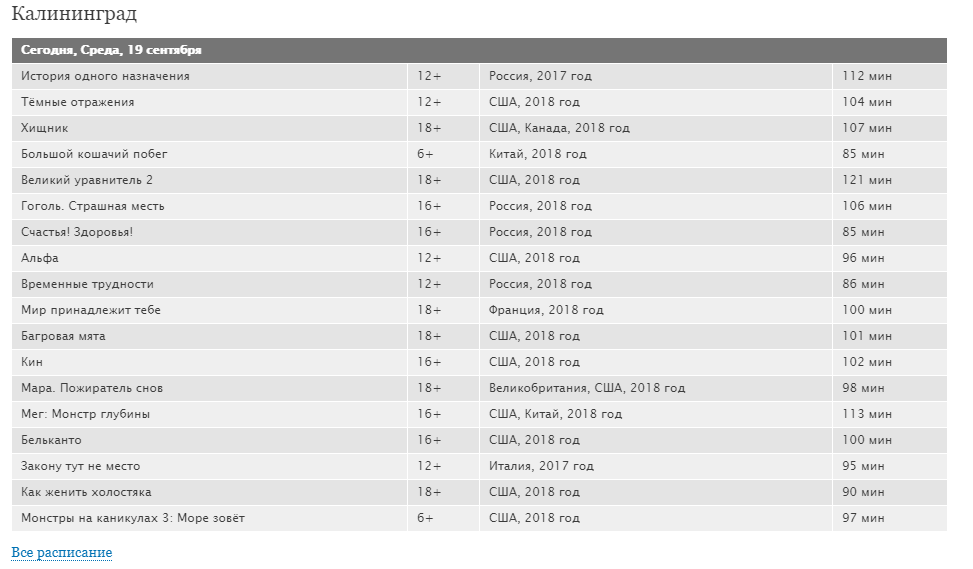 Калининград
Сегодня, Среда, 19 сентября
История одного назначения 12+ Россия, 2017 год 112 мин
Тёмные отражения 12+ США, 2018 год 104 мин
Хищник 18+ США, Канада, 2018 год 107 мин
Большой кошачий побег 6+ Китай, 2018 год 85 мин
Великий уравнитель 2 18+ США, 2018 год 121 мин
Гоголь. Страшная месть 16+ Россия, 2018 год 106 мин
Счастья! Здоровья! 16+ Россия, 2018 год 85 мин
Альфа 12+ США, 2018 год 96 мин
Временные трудности 12+ Россия, 2018 год 86 мин
Мир принадлежит тебе 18+ Франция, 2018 год 100 мин
Багровая мята 18+ США, 2018 год 101 мин
Кин 16+ США, 2018 год 102 мин
Мара. Пожиратель снов 18+ Великобритания, США, 2018 год 98 мин
Мег: Монстр глубины 16+ США, Китай, 2018 год 113 мин
Бельканто 16+ США, 2018 год 100 мин
Закону тут не место 12+ Италия, 2017 год 95 мин
Как женить холостяка 18+ США, 2018 год 90 мин
Монстры на каникулах 3: Море зовёт 6+ США, 2018 год 97 мин
Все расписание